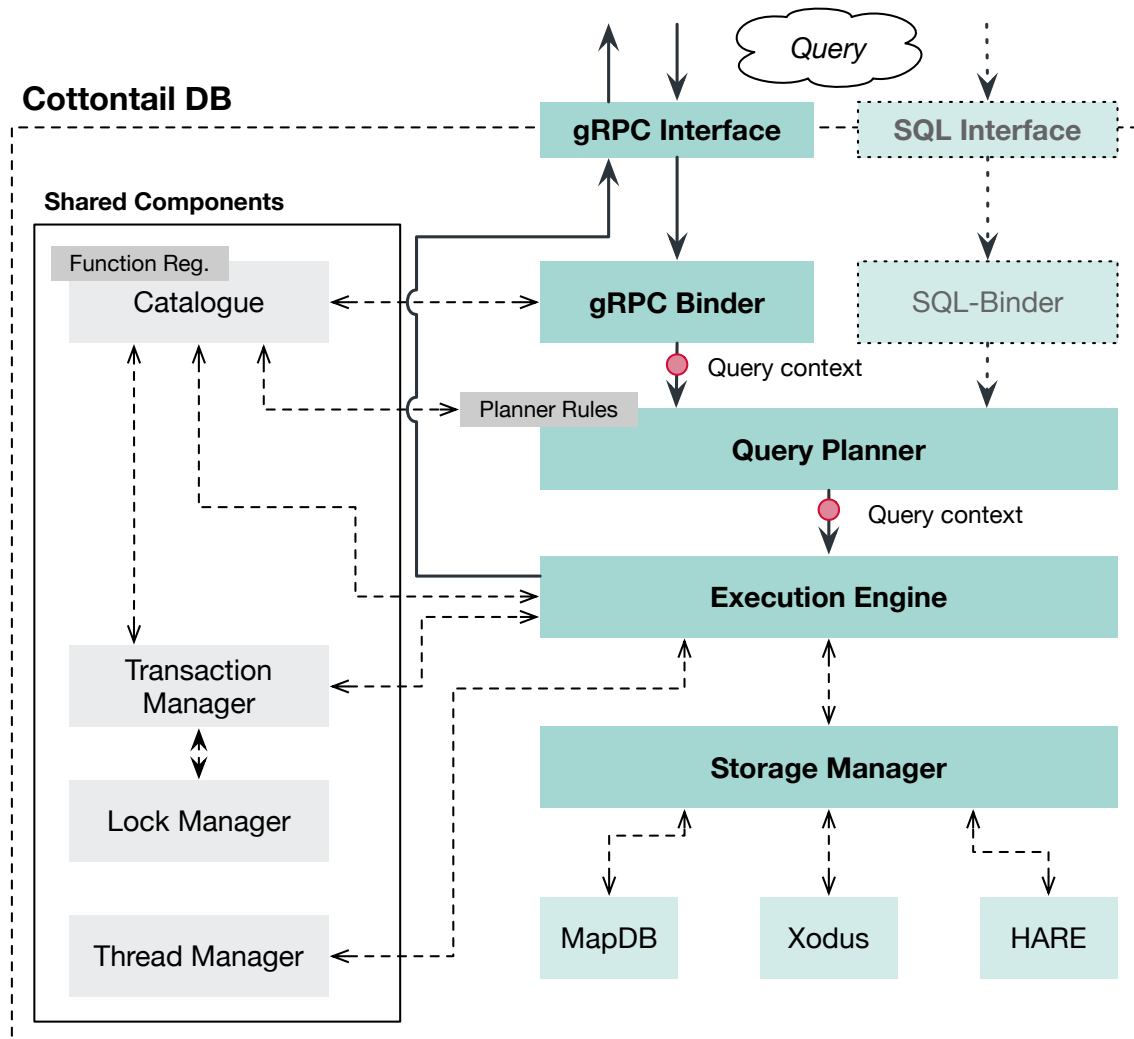 Query
Cottontail DB
gRPC Interface
SQL Interface
Shared Components
Function Reg.
Catalogue
gRPC Binder
SQL-Binder
Query context
Planner Rules
Query Planner
Query context
Execution Engine
Transaction
Manager
Storage Manager
Lock Manager
Thread Manager
MapDB
Xodus
HARE